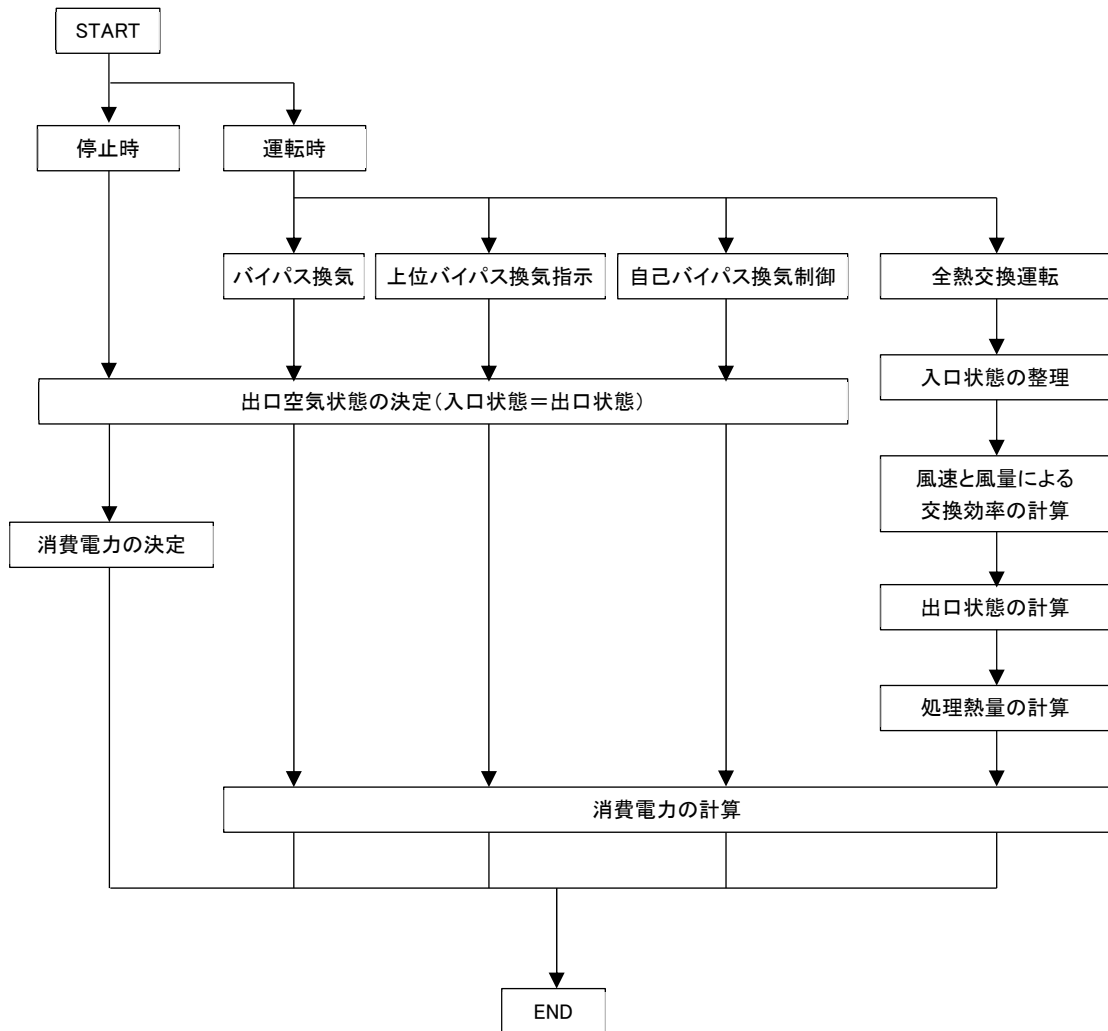 START
停止時
運転時
バイパス換気
上位バイパス換気指示
自己バイパス換気制御
全熱交換運転
入口状態の整理
出口空気状態の決定(入口状態=出口状態)
風速と風量による
交換効率の計算
消費電力の決定
出口状態の計算
処理熱量の計算
消費電力の計算
END